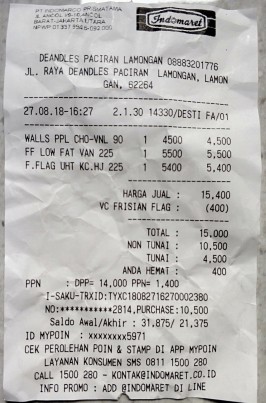 PT INDOMARCO PRISMATAMA
JL ANCOL I/9-10, ANCOL
BARAT-JAKARTA UTARA
NPWP 01.337.994.6-092.000
Indomaret
DEANDLES PACIRAN LAMONGAN 08883201776
JL. RAYA DEANDLES PACIRAN LAMONGAN, LAMON
GAN, 62264
27.08.18-16:27 2.1.30 14330/DESTI FA/01
WALLS PPL CHO-VNL 90 1 4500 4,500
FF LOW FAT VAN 225 1 5500 5,500
F.FLAG UHT KC.HJ 225 1 5400 5,400
HARGA JUAL : 15,400
VC FRISIAN FLAG : (400)
TOTAL : 15.000
NON TUNAI : 10,500
TUNAI : 4,500
ANDA HEMAT : 400
PPN : DPP= 14,000 PPN= 1,400
I-SAKU-TRXID:TYXC18082716270002380
NO:***********2814,PURCHASE:10,500
Saldo Awal/Akhir : 31.875/ 21,375
ID MYPOIN : xxxxxxxxx5971
CEK PEROLEHAN POIN & STAMP DI APP MYPOIN
LAYANAN KONSUMEN SMS 0811 1500 280
CALL 1500 280 - KONTAK@INDOMARET.CO.ID
INFO PROMO : ADD @INDOMARET DI LINE